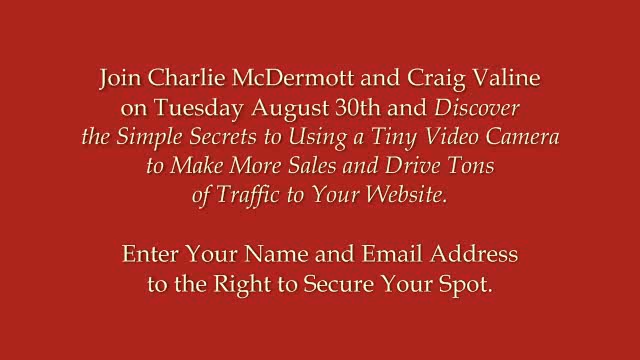 Join Charlie McDermott and Craig Valine
on Tuesday August 30th and Discover
the Simple Secrets to Using a Tiny Video Camera
to Make More Sales and Drive Tons
of Traffic to Your Website.
Enter Your Name and Email Address
to the Right to Secure Your Spot.